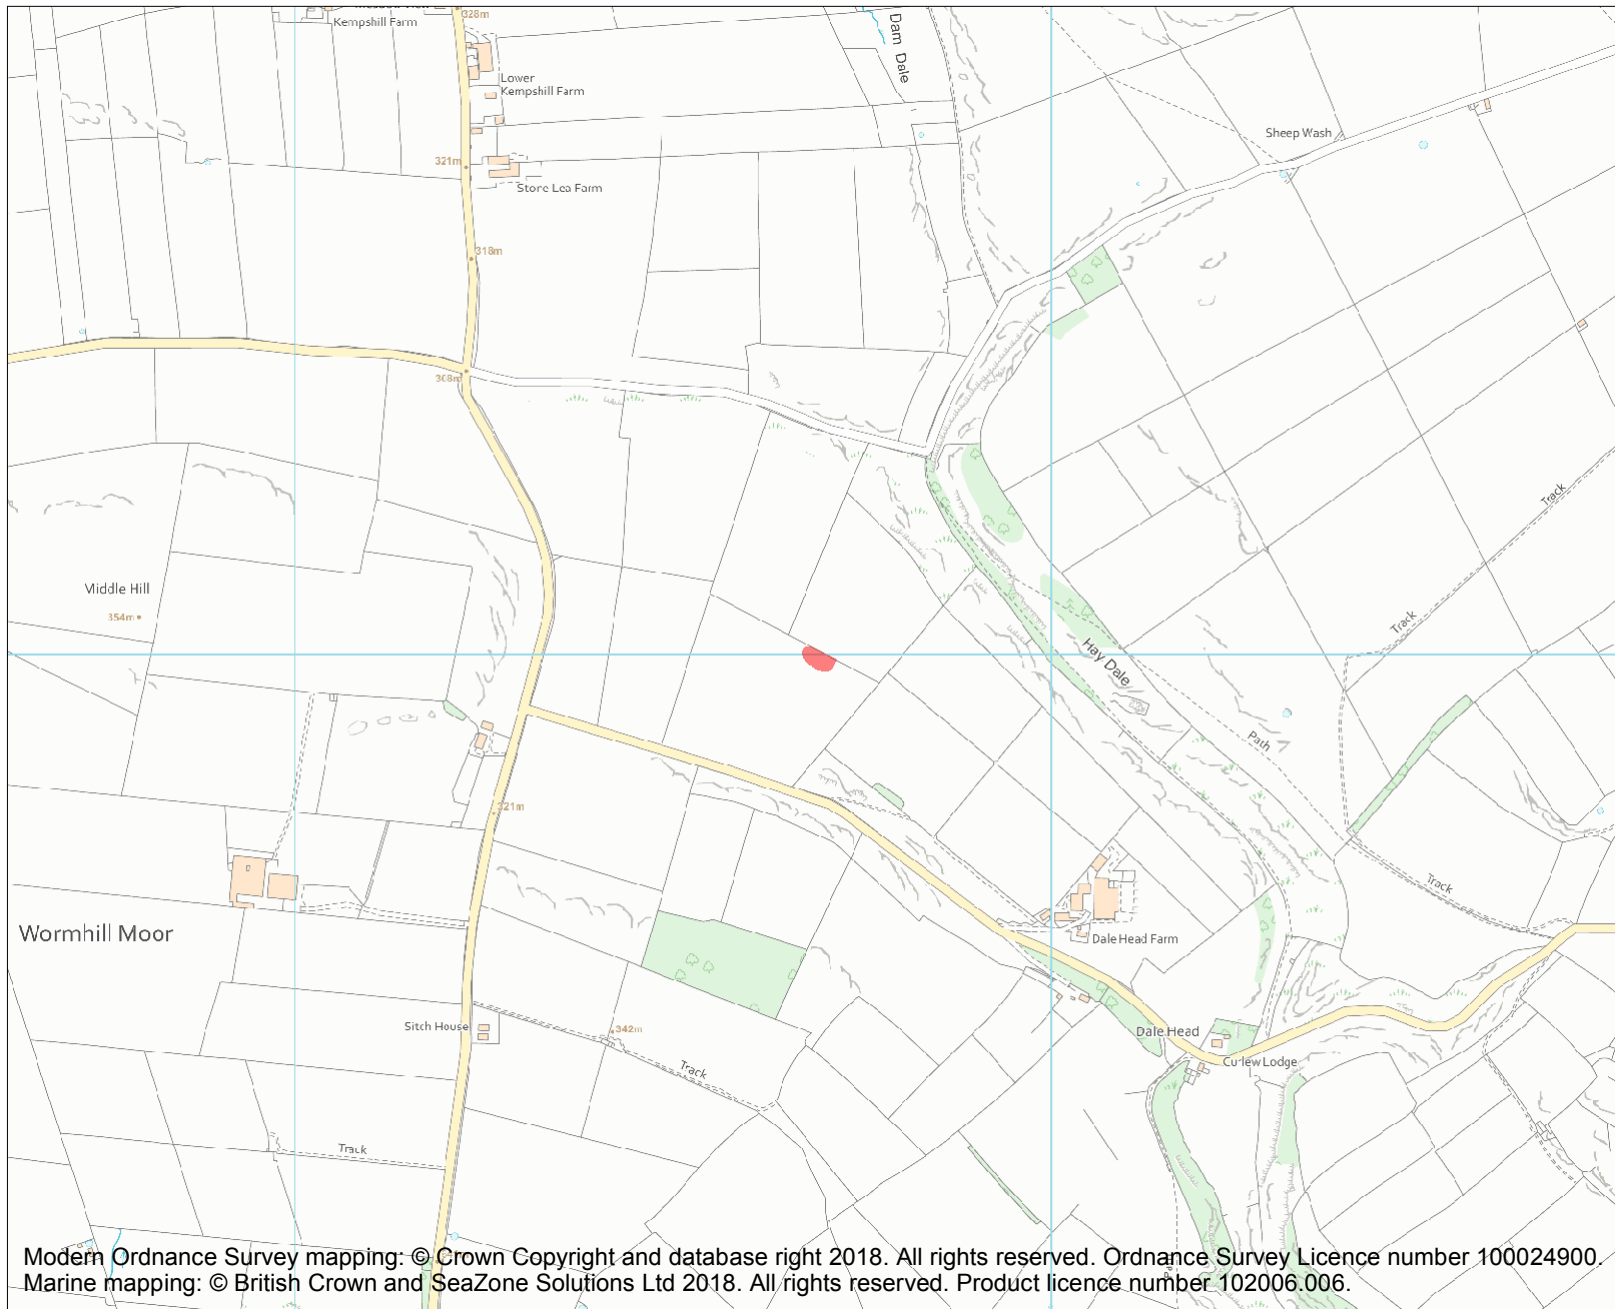 Kempshill Farm
328m
Dam Dale
Lower
Kempshill Farm
Sheep Wash
321m
Stone Lea Farm
318m
308m
Track
Middle Hill
354m
Track
Hay Dale
Path
321m
Track
Wormhill Moor
Dale Head Farm
Sitch House
342m
Dale Head
Curlew Lodge
Track
Track
Modern Ordnance Survey mapping: © Crown Copyright and database right 2018. All rights reserved. Ordnance Survey Licence number 100024900.
Marine mapping: © British Crown and SeaZone Solutions Ltd 2018. All rights reserved. Product licence number 102006.006.